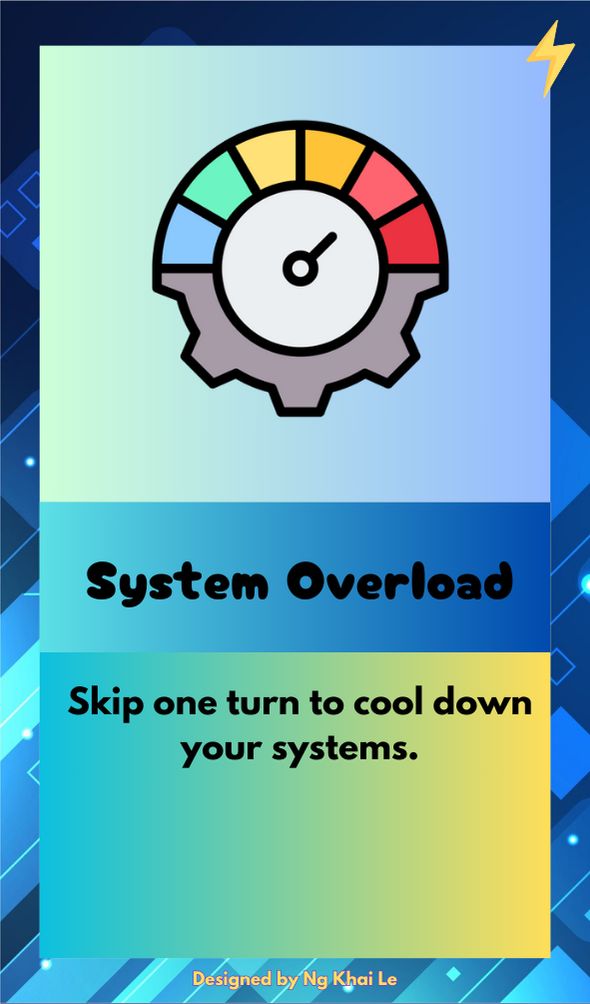 System Overload
Skip one turn to cool down
your systems.
Designed by Ng Khai Le